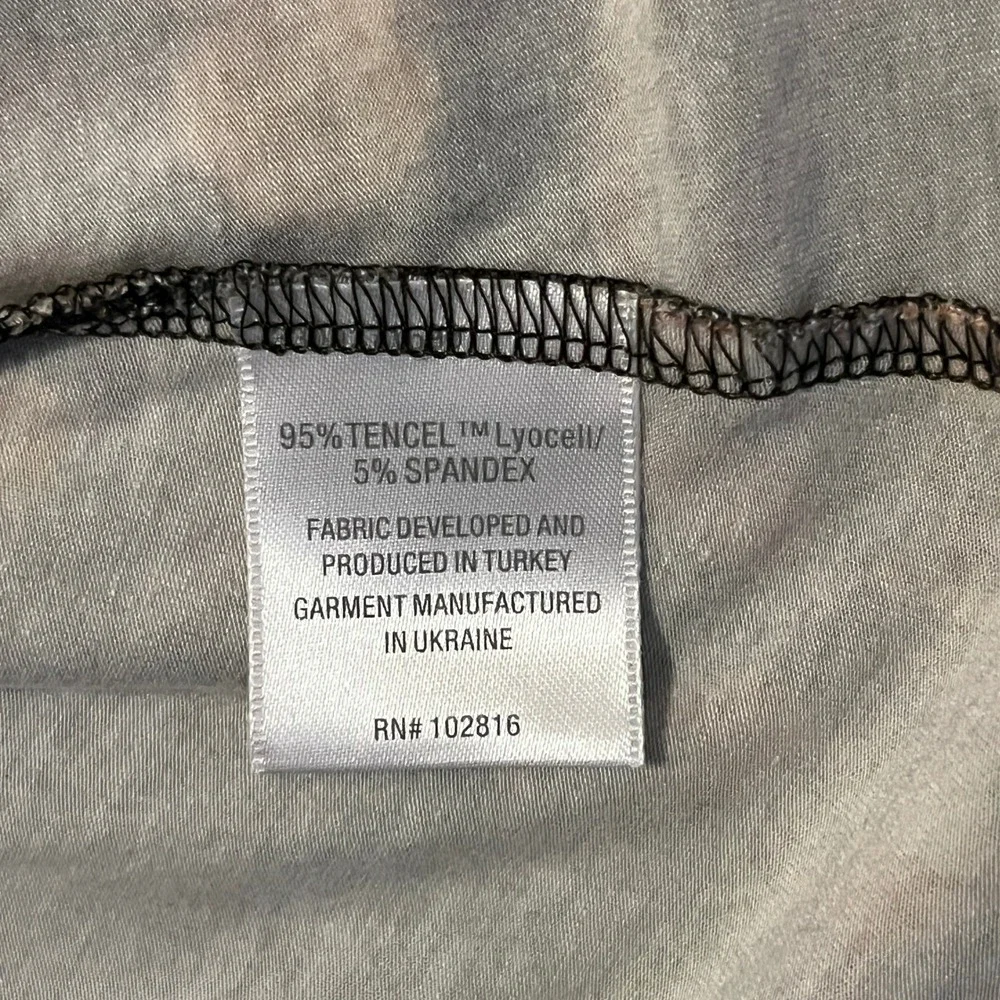 95% TENCEL™ Lyocell/
5% SPANDEX
FABRIC DEVELOPED AND
PRODUCED IN TURKEY
GARMENT MANUFACTURED
IN UKRAINE
RN# 102816